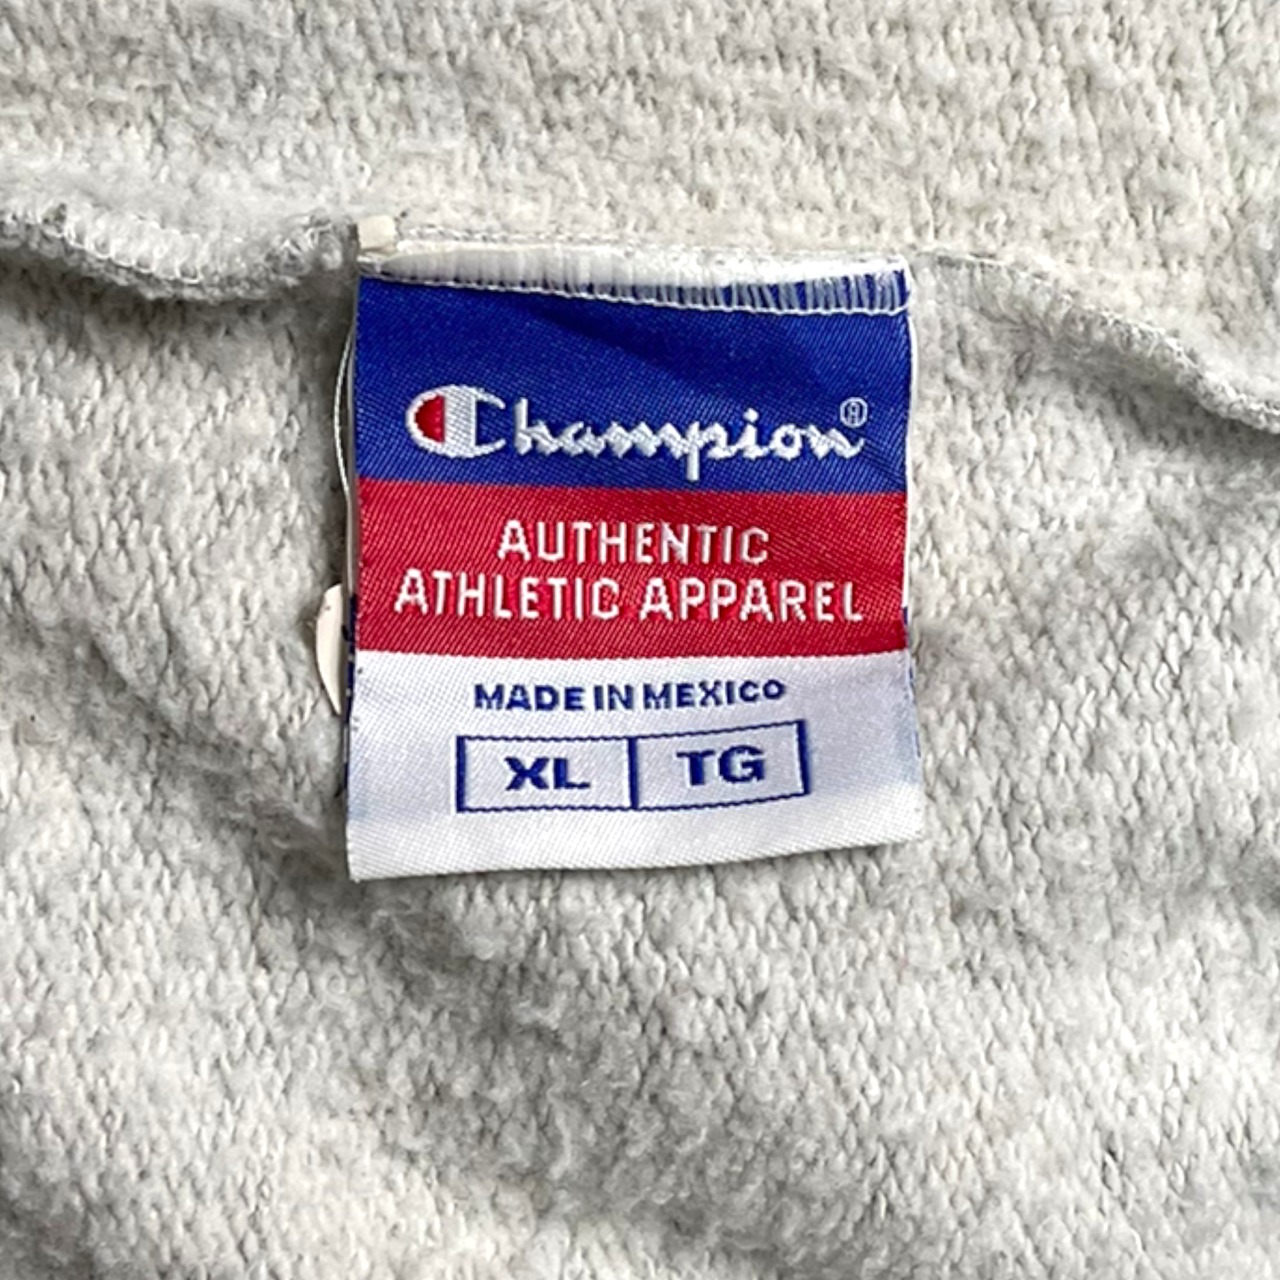 Champion®
AUTHENTIC
ATHLETIC APPAREL
MADE IN MEXICO
XL TG